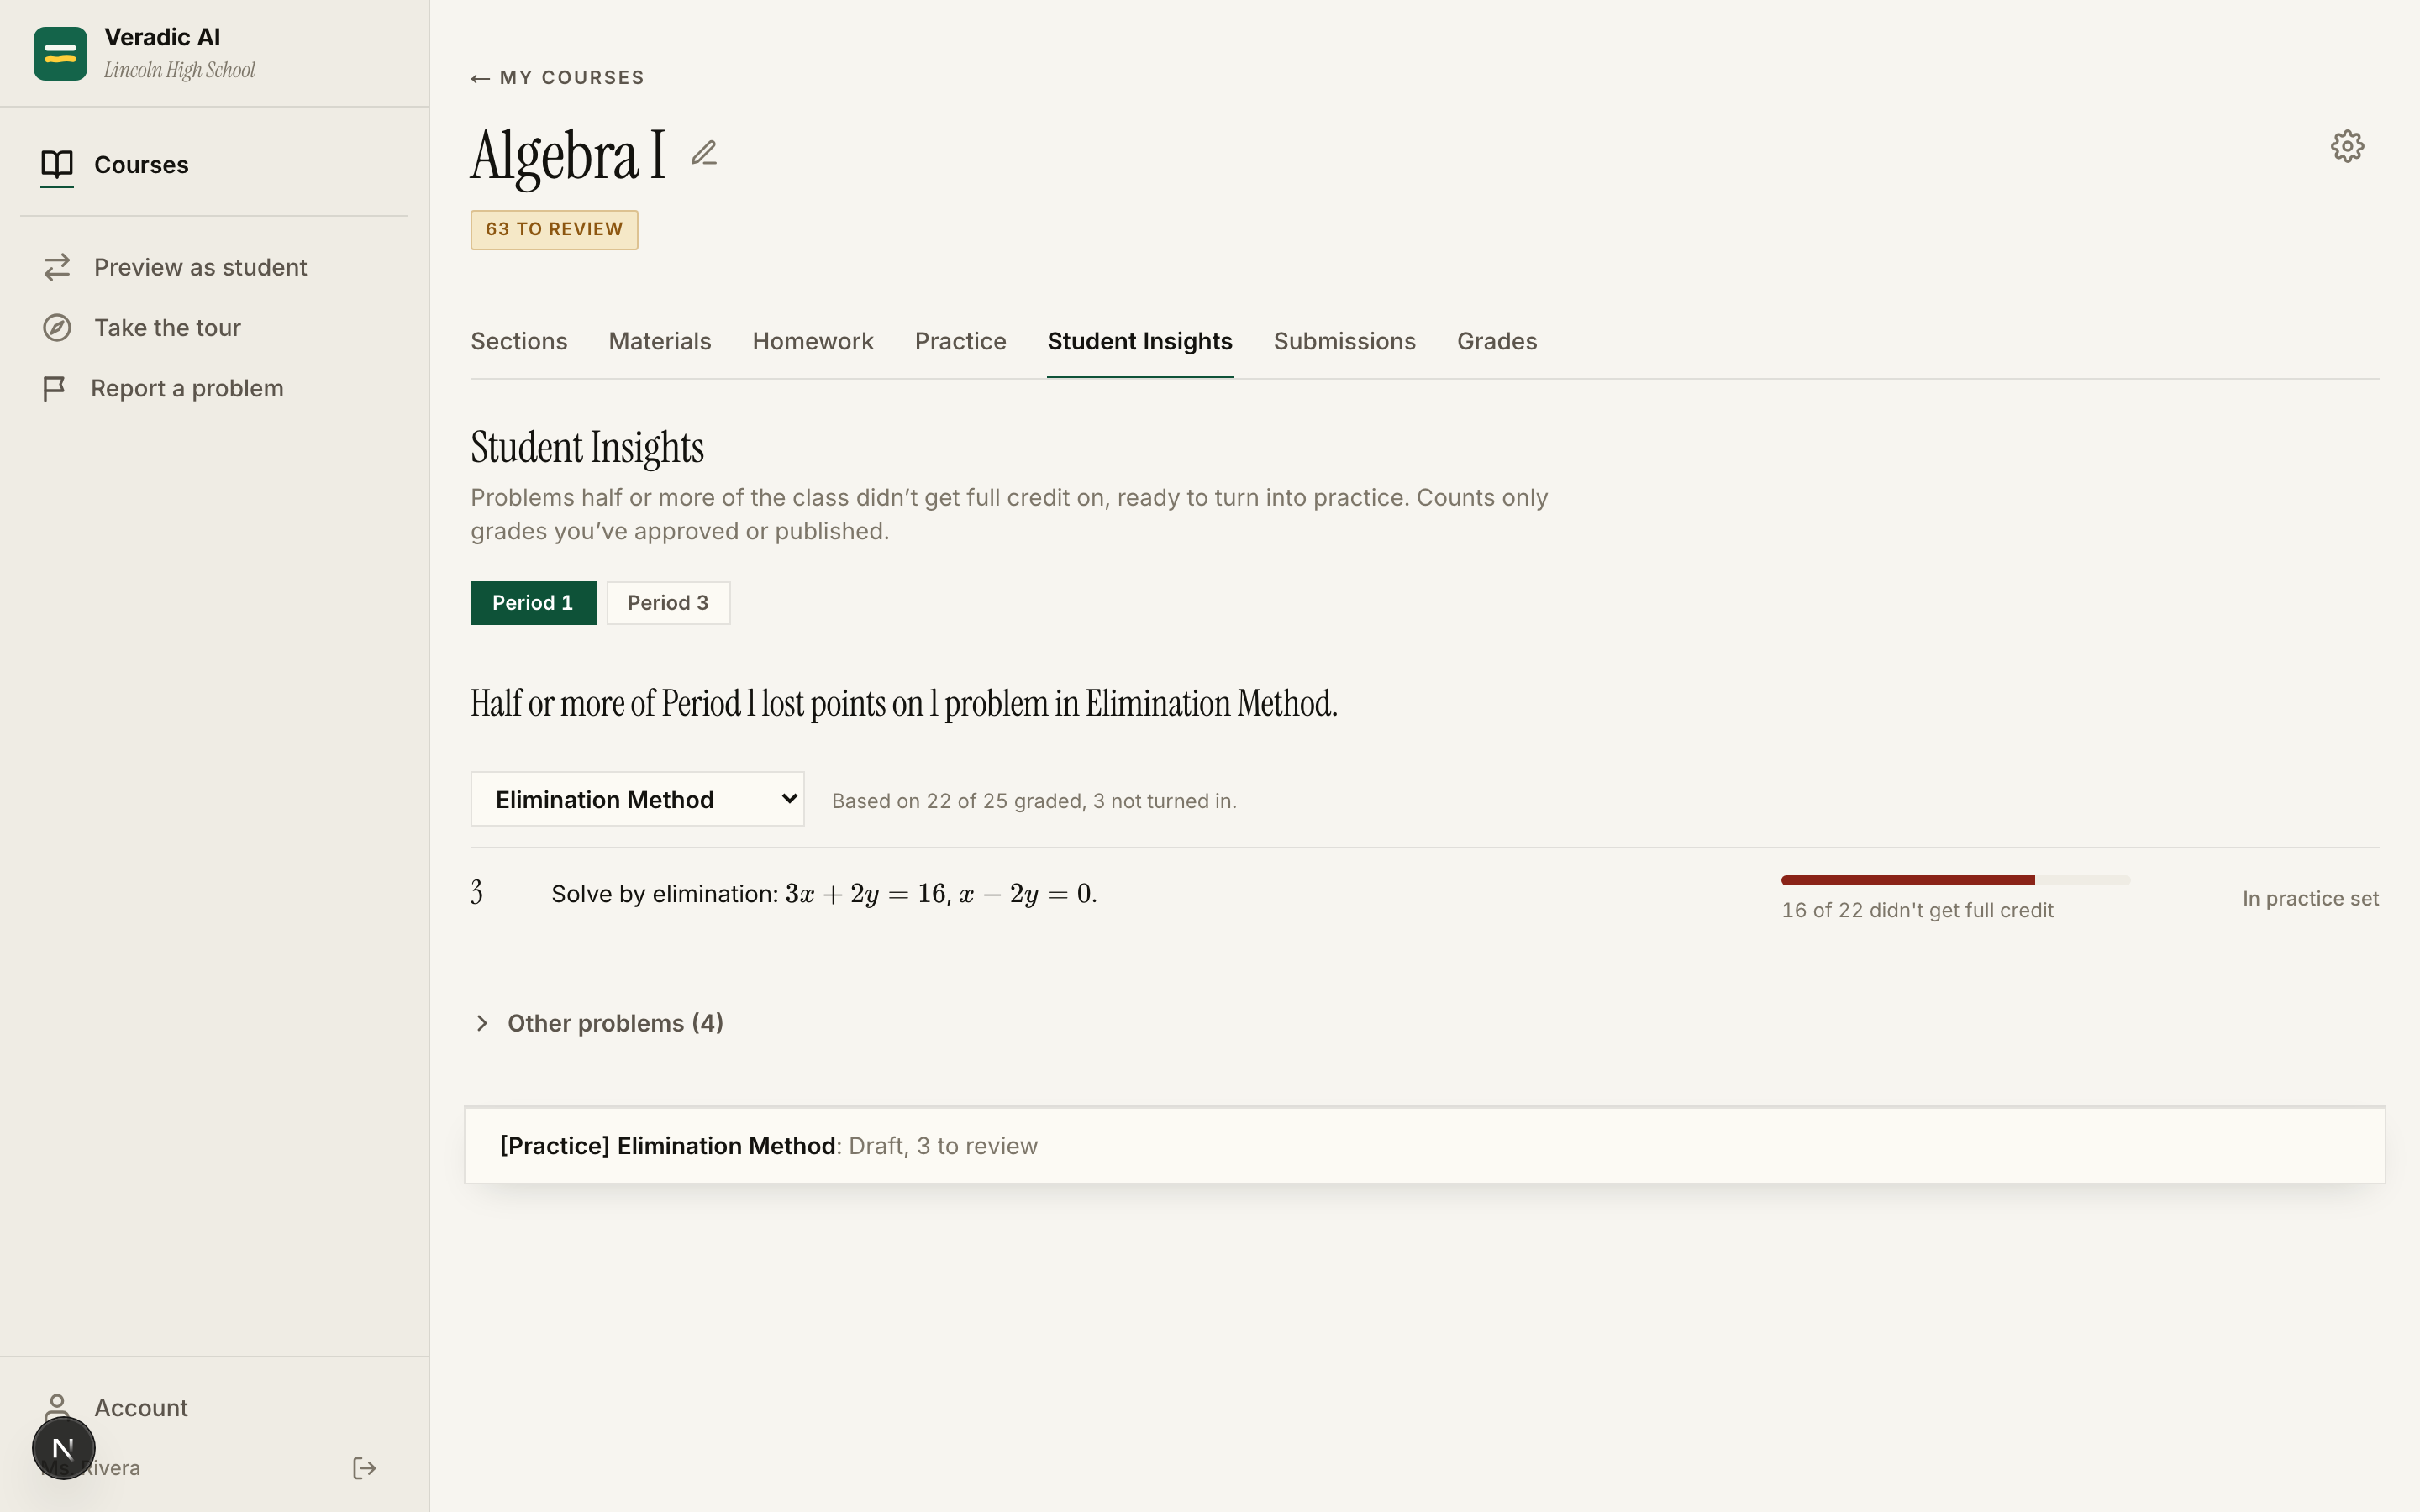 Veradic AI
Lincoln High School
Courses
Preview as student
Take the tour
Report a problem
Account
N
Ms. Rivera
← MY COURSES
Algebra I
63 TO REVIEW
Sections Materials Homework Practice Student Insights Submissions Grades
Student Insights
Problems half or more of the class didn’t get full credit on, ready to turn into practice. Counts only
grades you’ve approved or published.
Period 1 Period 3
Half or more of Period 1 lost points on 1 problem in Elimination Method.
Elimination Method Based on 22 of 25 graded, 3 not turned in.
3 Solve by elimination: 3x + 2y = 16, x − 2y = 0.
16 of 22 didn't get full credit
In practice set
Other problems (4)
[Practice] Elimination Method: Draft, 3 to review